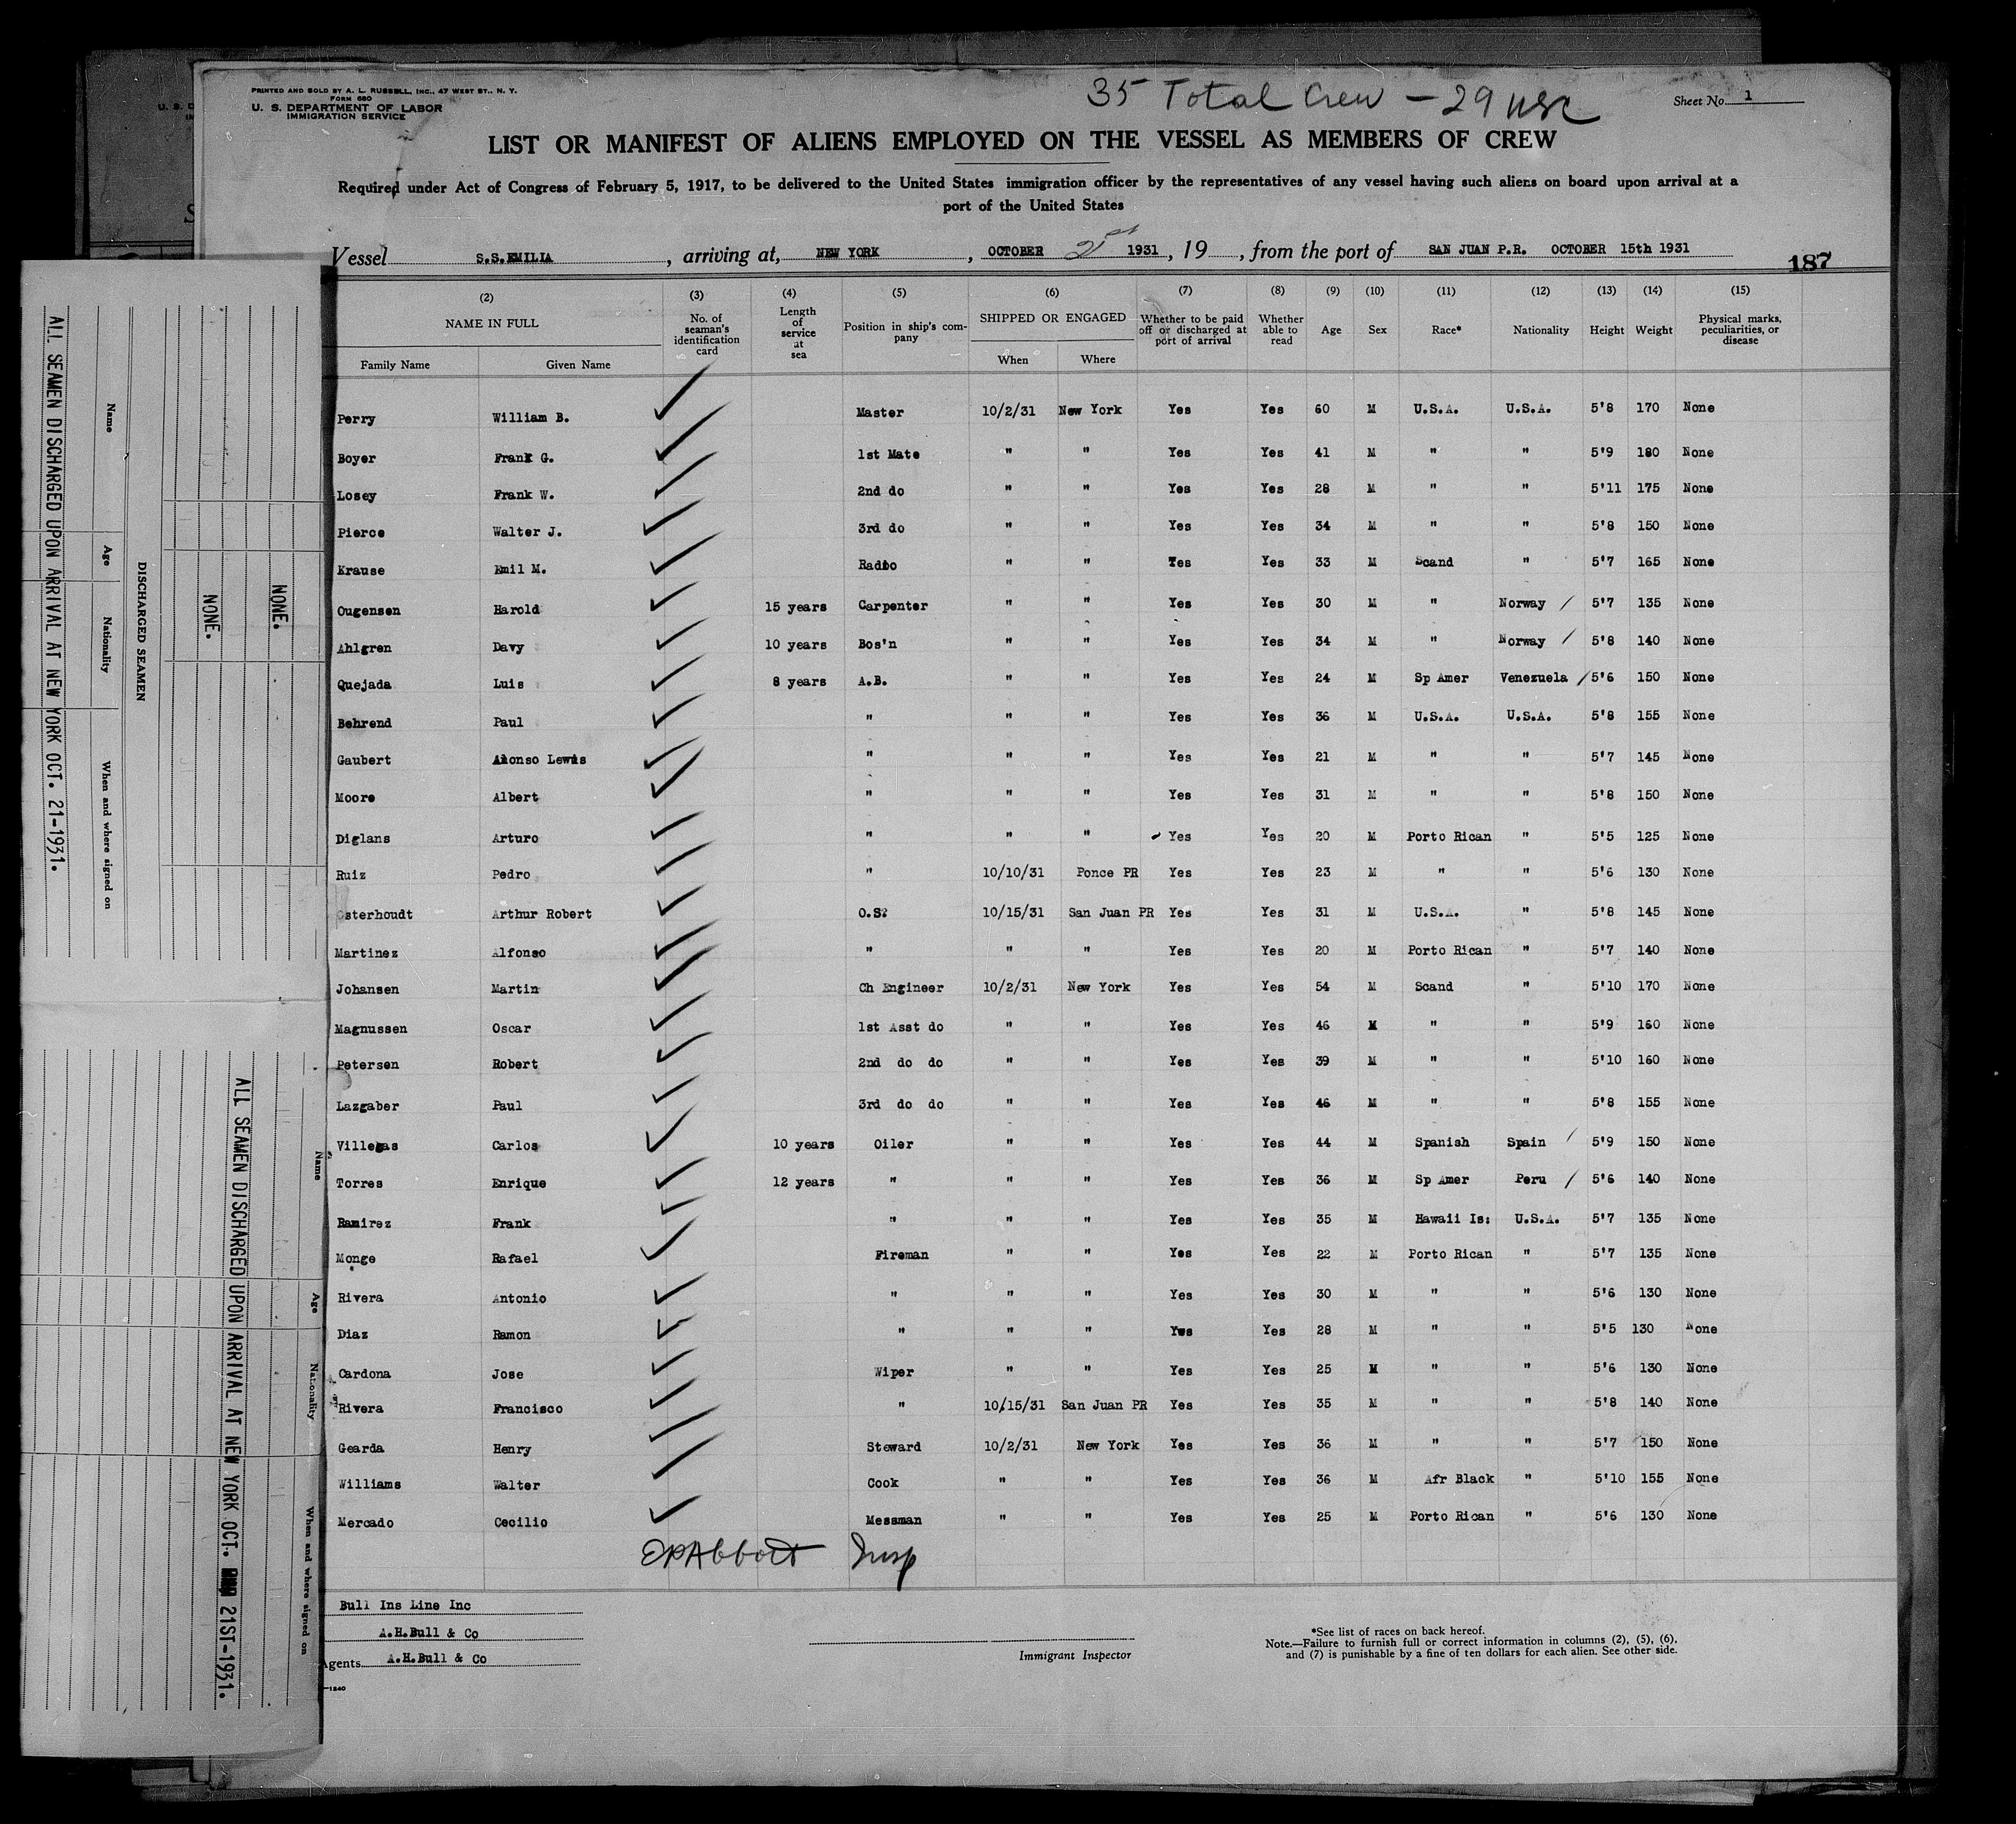 PRINTED AND SOLD BY A. L. RUSSELL, INC., 47 WEST ST., N. Y.
FORM 680
U. S. DEPARTMENT OF LABOR
IMMIGRATION SERVICE
35 Total Crew - 29 USC
Sheet No. 1
LIST OR MANIFEST OF ALIENS EMPLOYED ON THE VESSEL AS MEMBERS OF CREW
Required under Act of Congress of February 5, 1917, to be delivered to the United States immigration officer by the representatives of any vessel having such aliens on board upon arrival at a
port of the United States
Vessel S.S.EMILIA, arriving at, NEW YORK, OCTOBER 21st 1931, 19, from the port of SAN JUAN P.R. OCTOBER 15th 1931
187
(2) (3) (4) (5) (6) (7) (8) (9) (10) (11) (12) (13) (14) (15)
NAME IN FULL No. of seaman's identification card Length of service at sea Position in ship's company SHIPPED OR ENGAGED Whether to be paid off or discharged at port of arrival Whether able to read Age Sex Race* Nationality Height Weight Physical marks, peculiarities, or disease
Family Name Given Name When Where
Perry William B. Master 10/2/31 New York Yes Yes 60 M U.S.A. U.S.A. 5'8 170 None
Boyer Frank G. 1st Mate " " Yes Yes 41 M " " 5'9 180 None
Losey Frank W. 2nd do " " Yes Yes 28 M " " 5'11 175 None
Pierce Walter J. 3rd do " " Yes Yes 34 M " " 5'8 150 None
Krause Emil M. Radio " " Yes Yes 33 M Scand " 5'7 165 None
Ougensen Harold 15 years Carpenter " " Yes Yes 30 M " Norway / 5'7 135 None
Ahlgren Davy 10 years Bos'n " " Yes Yes 34 M " Norway / 5'8 140 None
Quejada Luis 8 years A.B. " " Yes Yes 24 M Sp Amer Venezuela / 5'6 150 None
Behrend Paul " " " Yes Yes 36 M U.S.A. U.S.A. 5'8 155 None
Gaubert Alonso Lewis " " " Yes Yes 21 M " " 5'7 145 None
Moore Albert " " " Yes Yes 31 M " " 5'8 150 None
Diglans Arturo " " " Yes Yes 20 M Porto Rican " 5'5 125 None
Ruiz Pedro " 10/10/31 Ponce PR Yes Yes 23 M " " 5'6 130 None
Osterhoudt Arthur Robert O.S. 10/15/31 San Juan PR Yes Yes 31 M U.S.A. " 5'8 145 None
Martinez Alfonso " " " Yes Yes 20 M Porto Rican " 5'7 140 None
Johansen Martin Ch Engineer 10/2/31 New York Yes Yes 54 M Scand " 5'10 170 None
Magnussen Oscar 1st Asst do " " Yes Yes 46 M " " 5'9 160 None
Petersen Robert 2nd do do " " Yes Yes 39 M " " 5'10 160 None
Lazgaber Paul 3rd do do " " Yes Yes 46 M " " 5'8 155 None
Villegas Carlos 10 years Oiler " " Yes Yes 44 M Spanish Spain / 5'9 150 None
Torres Enrique 12 years " " " Yes Yes 36 M Sp Amer Peru / 5'6 140 None
Ramirez Frank " " " Yes Yes 35 M Hawaii Is: U.S.A. 5'7 135 None
Monge Rafael Fireman " " Yes Yes 22 M Porto Rican " 5'7 135 None
Rivera Antonio " " " Yes Yes 30 M " " 5'6 130 None
Diaz Ramon " " " Yws Yes 28 M " " 5'5 130 None
Cardona Jose Wiper " " Yes Yes 25 M " " 5'6 130 None
Rivera Francisco " 10/15/31 San Juan PR Yes Yes 35 M " " 5'8 140 None
Gearda Henry Steward 10/2/31 New York Yes Yes 36 M " " 5'7 150 None
Williams Walter Cook " " Yes Yes 36 M Afr Black " 5'10 155 None
Mercado Cecilio Messman " " Yes Yes 25 M Porto Rican " 5'6 130 None
EPAbbott Insp
Bull Ins Line Inc
A.H.Bull & Co
Agents A.H.Bull & Co
Immigrant Inspector
*See list of races on back hereof.
Note.—Failure to furnish full or correct information in columns (2), (5), (6),
and (7) is punishable by a fine of ten dollars for each alien. See other side.
—1240
DISCHARGED SEAMEN
Name Age Nationality When and where signed on
NONE.
NONE.
ALL SEAMEN DISCHARGED UPON ARRIVAL AT NEW YORK OCT. 21-1931.
Name Age Nationality When and where signed on
ALL SEAMEN DISCHARGED UPON ARRIVAL AT NEW YORK OCT. 21ST-1931.